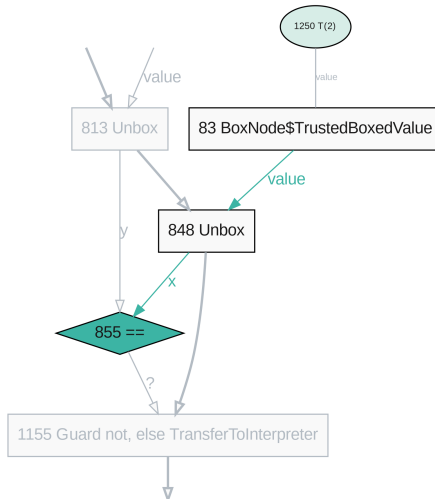 1250 T(2)
value
value
813 Unbox
83 BoxNode$TrustedBoxedValue
value
y
848 Unbox
x
855 ==
?
1155 Guard not, else TransferToInterpreter